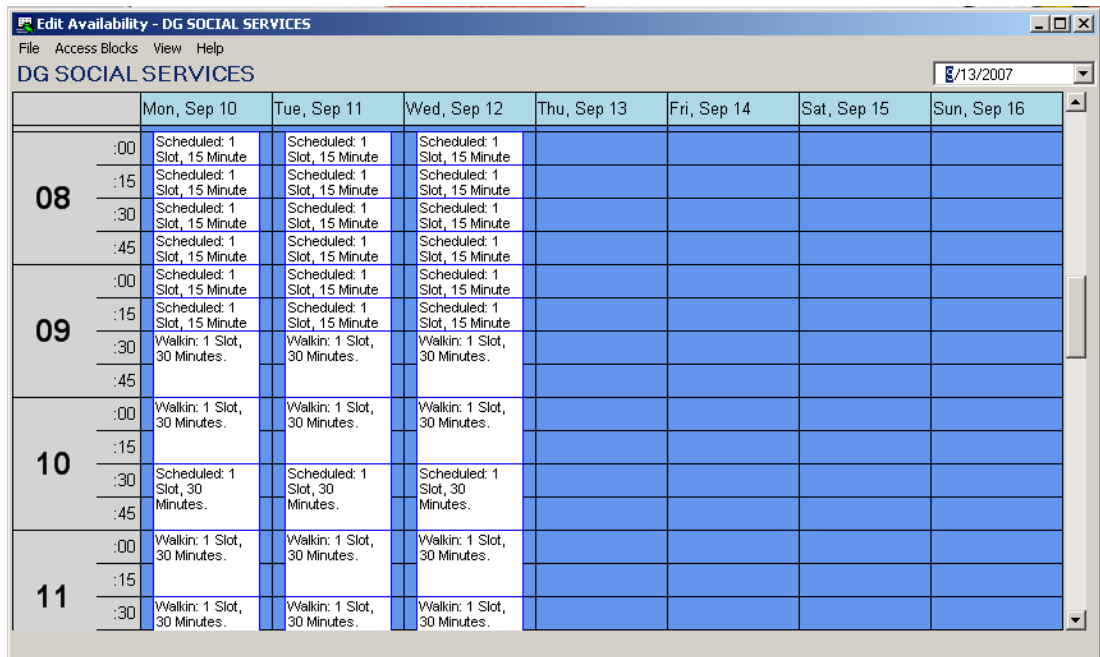 Edit Availability - DG SOCIAL SERVICES
File Access Blocks View Help
DG SOCIAL SERVICES
9/13/2007
Mon, Sep 10 Tue, Sep 11 Wed, Sep 12 Thu, Sep 13 Fri, Sep 14 Sat, Sep 15 Sun, Sep 16
08
:00 Scheduled: 1 Scheduled: 1 Scheduled: 1
Slot, 15 Minute Slot, 15 Minute Slot, 15 Minute
:15 Scheduled: 1 Scheduled: 1 Scheduled: 1
Slot, 15 Minute Slot, 15 Minute Slot, 15 Minute
:30 Scheduled: 1 Scheduled: 1 Scheduled: 1
Slot, 15 Minute Slot, 15 Minute Slot, 15 Minute
:45 Scheduled: 1 Scheduled: 1 Scheduled: 1
Slot, 15 Minute Slot, 15 Minute Slot, 15 Minute
09
:00 Scheduled: 1 Scheduled: 1 Scheduled: 1
Slot, 15 Minute Slot, 15 Minute Slot, 15 Minute
:15 Scheduled: 1 Scheduled: 1 Scheduled: 1
Slot, 15 Minute Slot, 15 Minute Slot, 15 Minute
:30 Walkin: 1 Slot, Walkin: 1 Slot, Walkin: 1 Slot,
30 Minutes. 30 Minutes. 30 Minutes.
:45
10
:00 Walkin: 1 Slot, Walkin: 1 Slot, Walkin: 1 Slot,
30 Minutes. 30 Minutes. 30 Minutes.
:15
:30 Scheduled: 1 Scheduled: 1 Scheduled: 1
Slot, 30 Slot, 30 Slot, 30
Minutes. Minutes. Minutes.
:45
11
:00 Walkin: 1 Slot, Walkin: 1 Slot, Walkin: 1 Slot,
30 Minutes. 30 Minutes. 30 Minutes.
:15
:30 Walkin: 1 Slot, Walkin: 1 Slot, Walkin: 1 Slot,
30 Minutes. 30 Minutes. 30 Minutes.